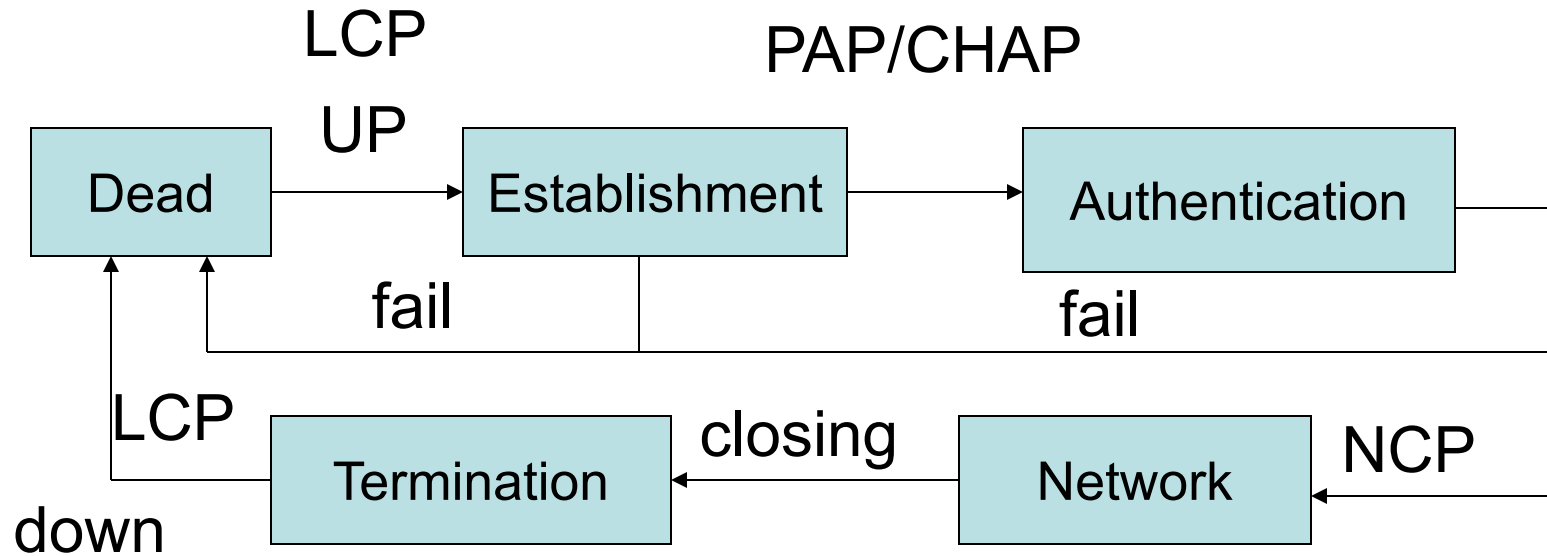 LCP
PAP/CHAP
UP
Dead
Establishment
Authentication
fail
fail
LCP
closing
NCP
Termination
Network
down